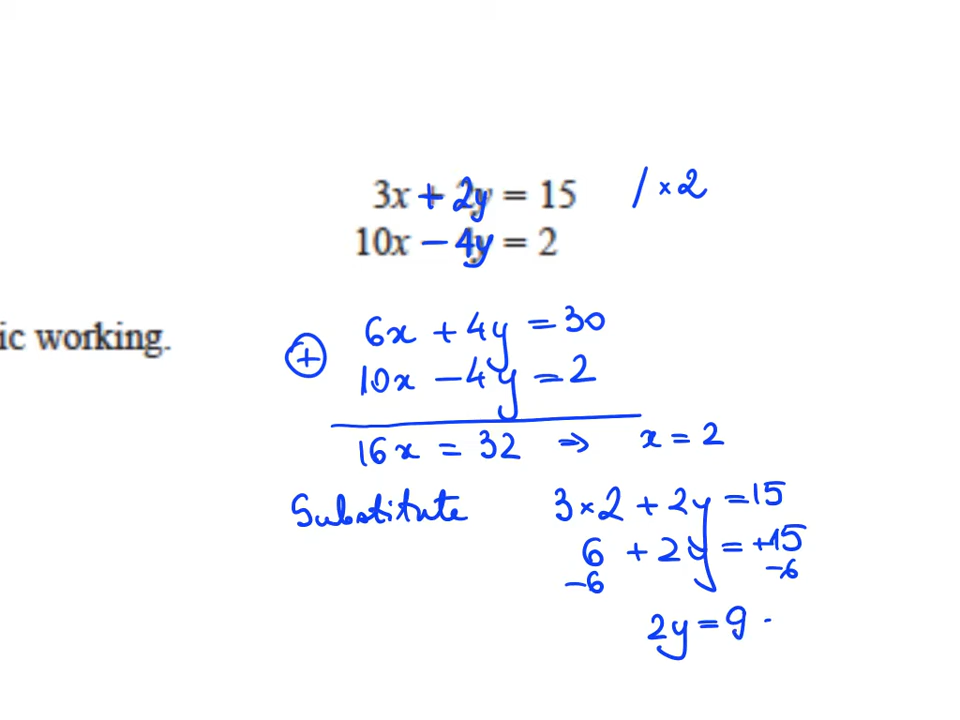 3x + 2y = 15 / × 2
10x − 4y = 2
ic working.
6x + 4y = 30
+
10x − 4y = 2
16x = 32 ⇒ x = 2
Substitute 3 × 2 + 2y = 15
6 + 2y = +15
−6 −6
2y = 9 -